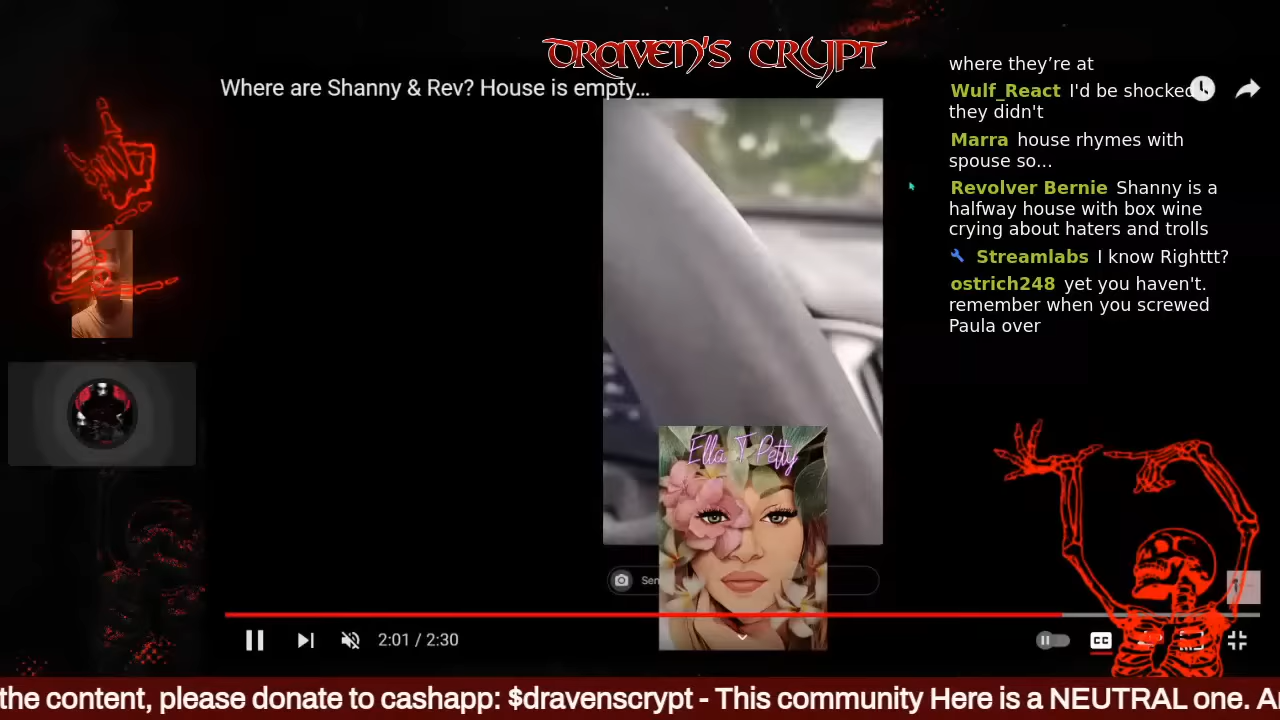 DRAVEN'S CRYPT
Where are Shanny & Rev? House is empty...
where they're at
Wulf_React I'd be shocked
they didn't
Marra house rhymes with
spouse so...
Revolver Bernie Shanny is a
halfway house with box wine
crying about haters and trolls
Streamlabs I know Righttt?
ostrich248 yet you haven't.
remember when you screwed
Paula over
Ella T Petty
Sen
2:01 / 2:30
CC
the content, please donate to cashapp: $dravenscrypt - This community Here is a NEUTRAL one. A